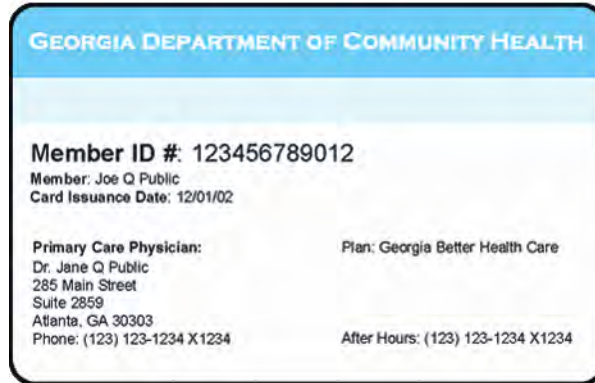 GEORGIA DEPARTMENT OF COMMUNITY HEALTH
Member ID #: 123456789012
Member: Joe Q Public
Card Issuance Date: 12/01/02
Primary Care Physician:
Dr. Jane Q Public
285 Main Street
Suite 2859
Atlanta, GA 30303
Phone: (123) 123-1234 X1234
Plan: Georgia Better Health Care
After Hours: (123) 123-1234 X1234